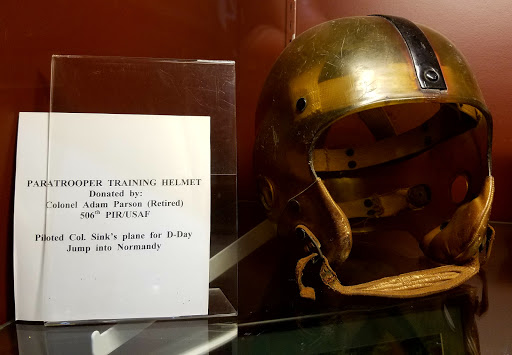 PARATROOPER TRAINING HELMET
Donated by:
Colonel Adam Parson (Retired)
506th PIR/USAF
Piloted Col. Sink's plane for D-Day
Jump into Normandy